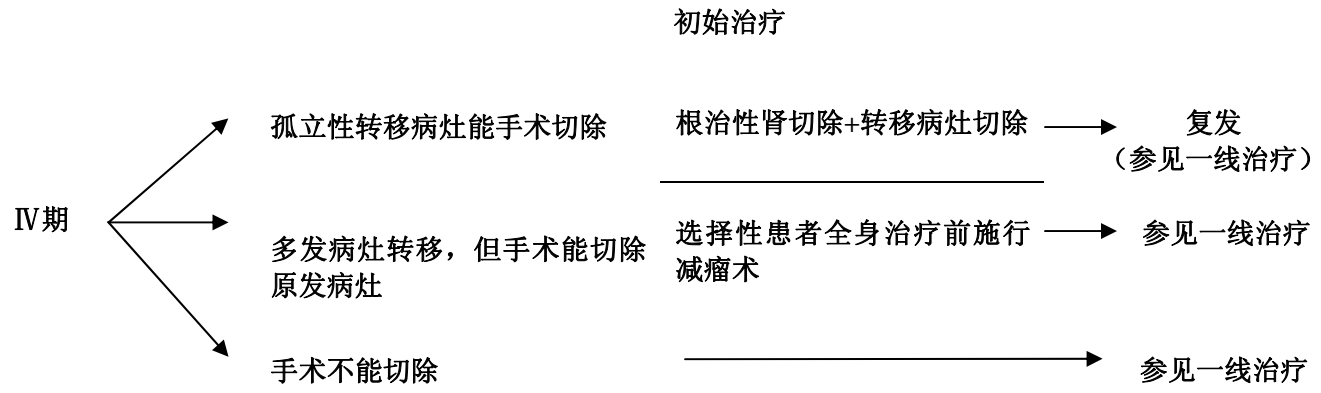 初始治疗
孤立性转移病灶能手术切除
根治性肾切除+转移病灶切除
复发
（参见一线治疗）
Ⅳ期
多发病灶转移，但手术能切除
原发病灶
选择性患者全身治疗前施行
减瘤术
参见一线治疗
手术不能切除
参见一线治疗